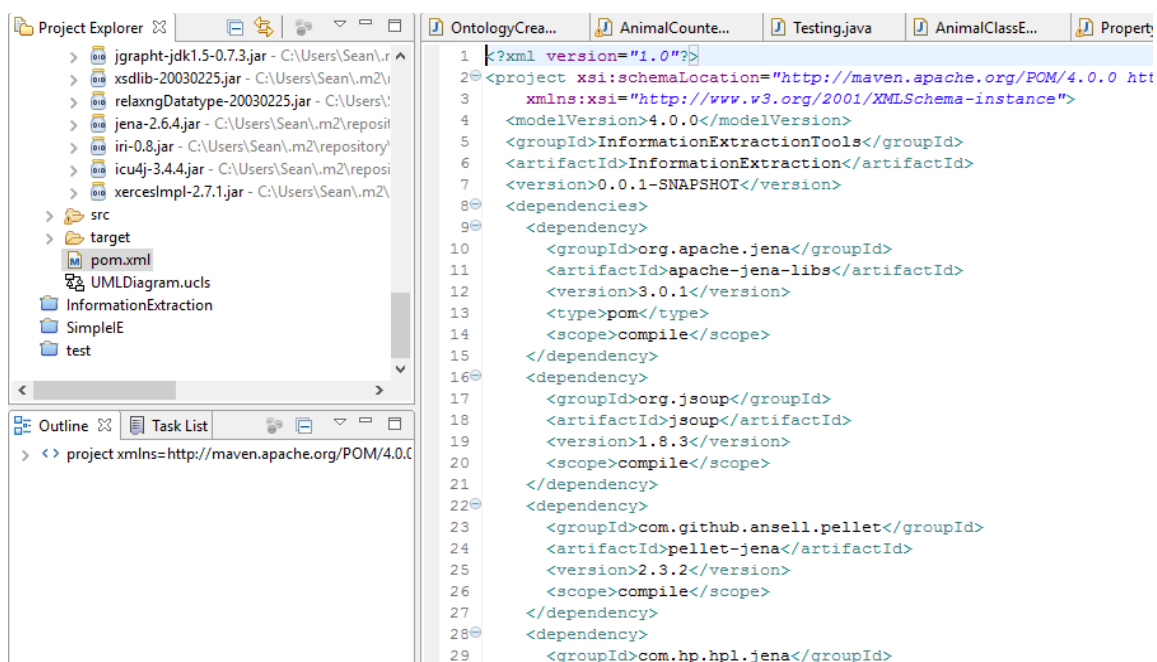 Project Explorer
jgrapht-jdk1.5-0.7.3.jar - C:\Users\Sean\.r
xsdlib-20030225.jar - C:\Users\Sean\.m2\
relaxngDatatype-20030225.jar - C:\Users\
jena-2.6.4.jar - C:\Users\Sean\.m2\reposit
iri-0.8.jar - C:\Users\Sean\.m2\repository
icu4j-3.4.4.jar - C:\Users\Sean\.m2\reposi
xercesImpl-2.7.1.jar - C:\Users\Sean\.m2\
src
target
pom.xml
UMLDiagram.ucls
InformationExtraction
SimpleIE
test
Outline Task List
project xmlns=http://maven.apache.org/POM/4.0.0
OntologyCrea... AnimalCounte... Testing.java AnimalClassE... Property
1 <?xml version="1.0"?>
2 <project xsi:schemaLocation="http://maven.apache.org/POM/4.0.0 htt
3 xmlns:xsi="http://www.w3.org/2001/XMLSchema-instance">
4 <modelVersion>4.0.0</modelVersion>
5 <groupId>InformationExtractionTools</groupId>
6 <artifactId>InformationExtraction</artifactId>
7 <version>0.0.1-SNAPSHOT</version>
8 <dependencies>
9 <dependency>
10 <groupId>org.apache.jena</groupId>
11 <artifactId>apache-jena-libs</artifactId>
12 <version>3.0.1</version>
13 <type>pom</type>
14 <scope>compile</scope>
15 </dependency>
16 <dependency>
17 <groupId>org.jsoup</groupId>
18 <artifactId>jsoup</artifactId>
19 <version>1.8.3</version>
20 <scope>compile</scope>
21 </dependency>
22 <dependency>
23 <groupId>com.github.ansell.pellet</groupId>
24 <artifactId>pellet-jena</artifactId>
25 <version>2.3.2</version>
26 <scope>compile</scope>
27 </dependency>
28 <dependency>
29 <groupId>com.hp.hpl.jena</groupId>